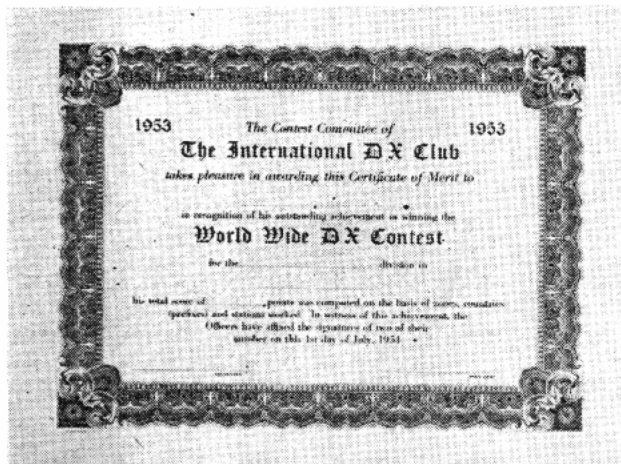 1953 The Contest Committee of 1953
The International DX Club
takes pleasure in awarding this Certificate of Merit to
in recognition of his outstanding achievement in winning the
World Wide DX Contest
for the division in
his total score of points was computed on the basis of zones, countries
(prefixes) and stations worked. In witness of this achievement, the
Officers have affixed the signature of two of their
number on this 1st day of July, 1953